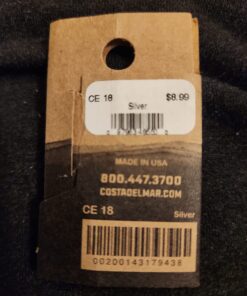 CE 18 $8.99
Silver
MADE IN USA
800.447.3700
COSTADELMAR.COM
CE 18 Silver
00200143179438